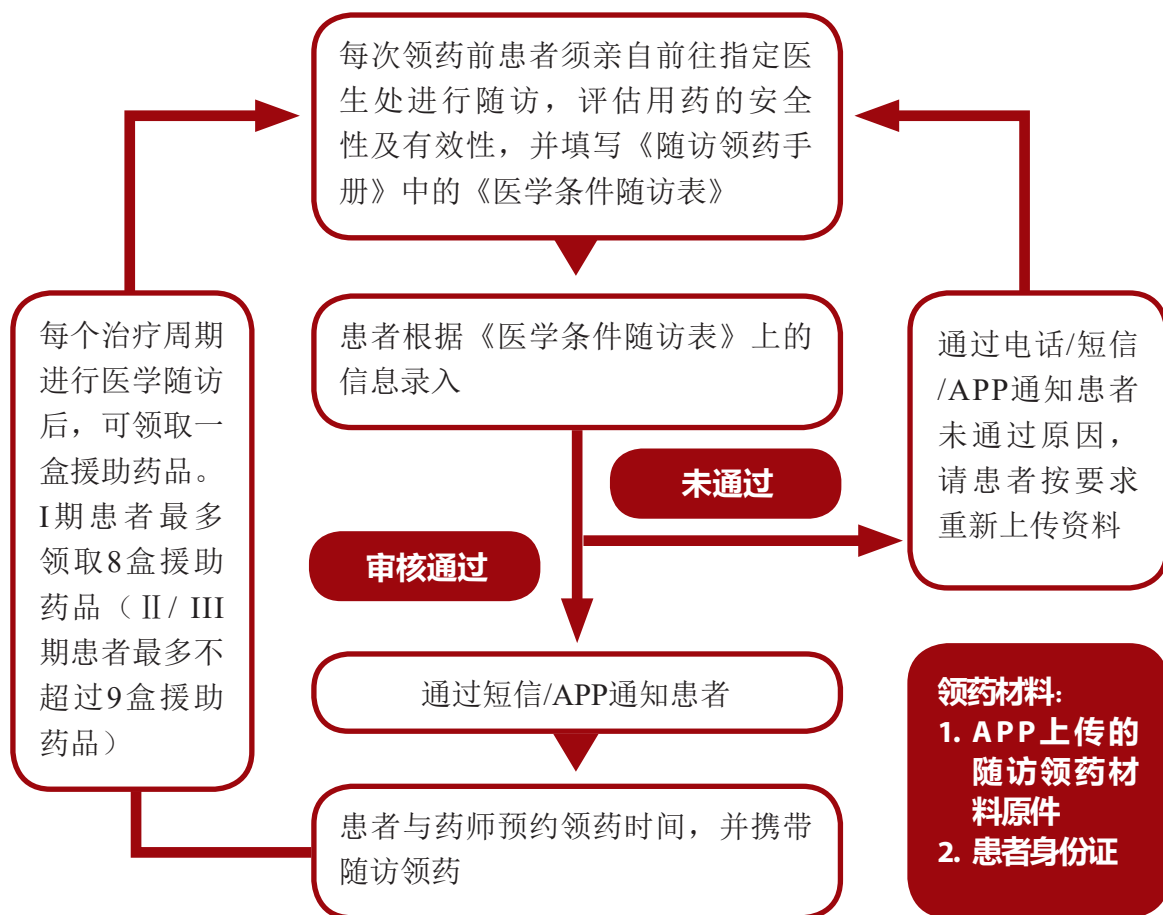 每次领药前患者须亲自前往指定医
生处进行随访，评估用药的安全
性及有效性，并填写《随访领药手
册》中的《医学条件随访表》
患者根据《医学条件随访表》上的
信息录入
未通过
审核通过
通过短信/APP通知患者
患者与药师预约领药时间，并携带
随访领药
每个治疗周期
进行医学随访
后，可领取一
盒援助药品。
I期患者最多
领取8盒援助
药品（Ⅱ/ III
期患者最多不
超过9盒援助
药品）
通过电话/短信
/APP通知患者
未通过原因，
请患者按要求
重新上传资料
领药材料:
1. APP上传的
随访领药材
料原件
2. 患者身份证